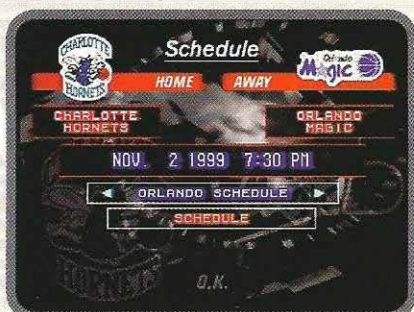 Schedule
CHARLOTTE
HORNETS
Orlando
Magic
HOME AWAY
CHARLOTTE
HORNETS
ORLANDO
MAGIC
NOV. 2 1999 7:30 PM
ORLANDO SCHEDULE
SCHEDULE
HORNETS
O.K.